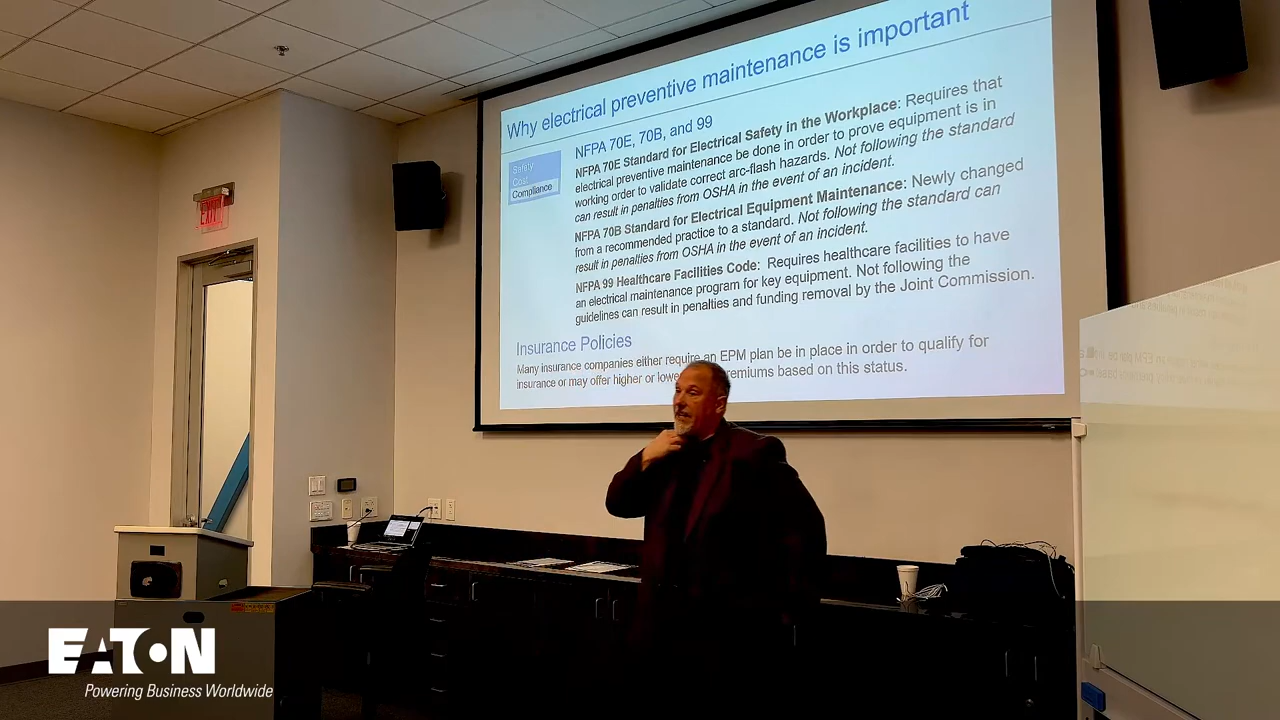 Why electrical preventive maintenance is important
Safety
Cost
Compliance
NFPA 70E, 70B, and 99
NFPA 70E Standard for Electrical Safety in the Workplace: Requires that
electrical preventive maintenance be done in order to prove equipment is in
working order to validate correct arc-flash hazards. Not following the standard
can result in penalties from OSHA in the event of an incident.
NFPA 70B Standard for Electrical Equipment Maintenance: Newly changed
from a recommended practice to a standard. Not following the standard can
result in penalties from OSHA in the event of an incident.
NFPA 99 Healthcare Facilities Code: Requires healthcare facilities to have
an electrical maintenance program for key equipment. Not following the
guidelines can result in penalties and funding removal by the Joint Commission.
Insurance Policies
Many insurance companies either require an EPM plan be in place in order to qualify for
insurance or may offer higher or premiums based on this status.
EXIT
EATON
Powering Business Worldwide